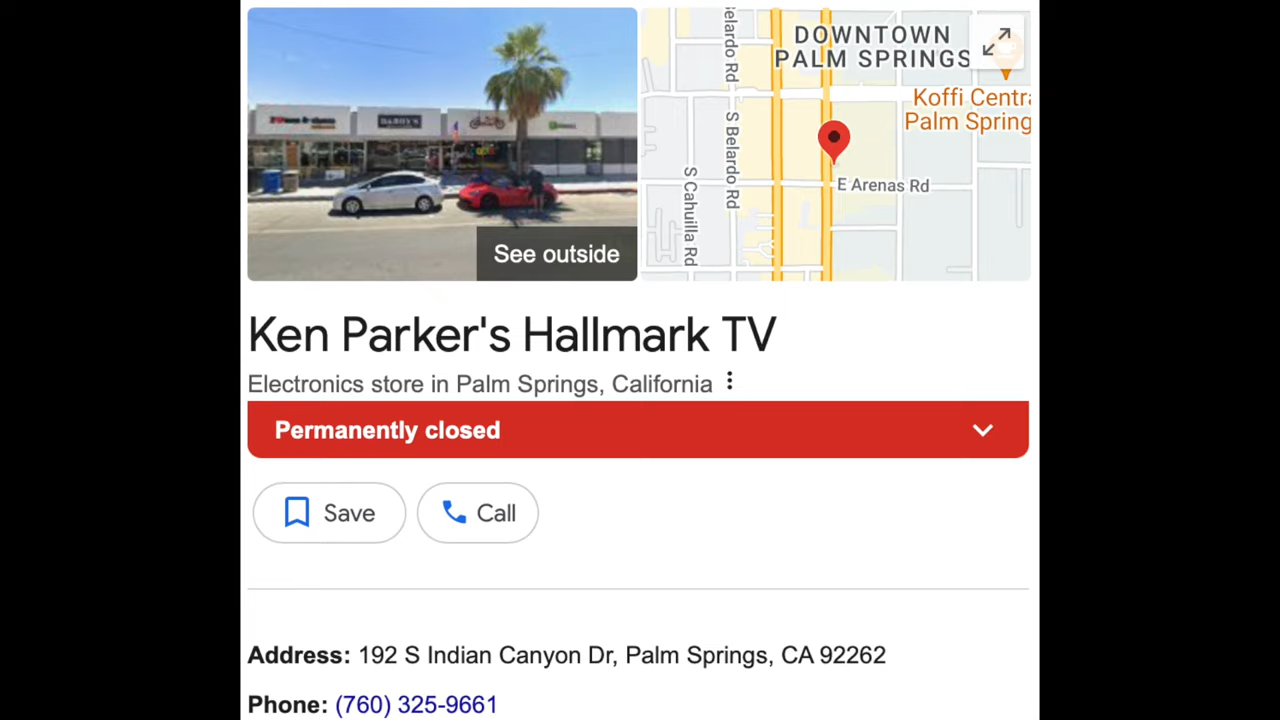 See outside
DOWNTOWN
PALM SPRINGS
Koffi Centra
Palm Spring
elardo Rd
S Belardo Rd
S Cahuilla Rd
E Arenas Rd
Ken Parker's Hallmark TV
Electronics store in Palm Springs, California
Permanently closed
Save
Call
Address: 192 S Indian Canyon Dr, Palm Springs, CA 92262
Phone: (760) 325-9661